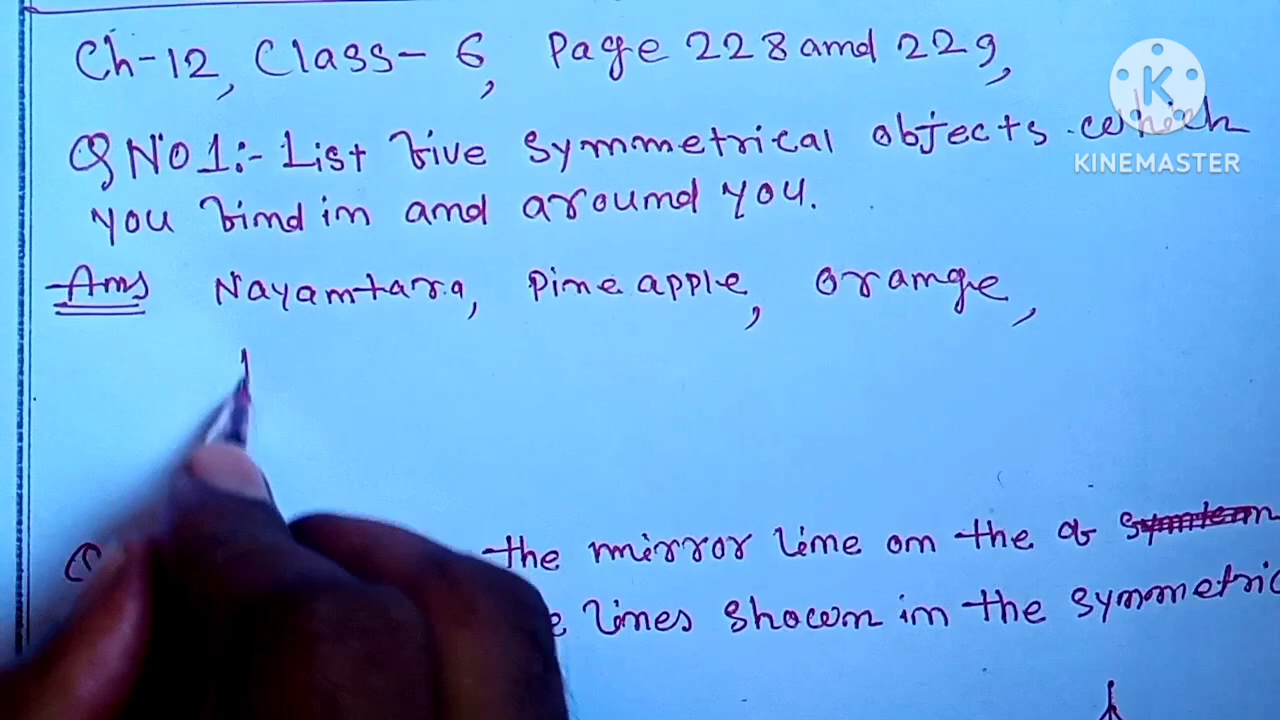 Ch-12, Class- 6, Page 228 and 229,
Q NO 1:- List five symmetrical objects which
you find in and around you.
Ans Nayantara, Pineapple, orange,
the mirror line on the
lines shown in the symmetric
K
KINEMASTER